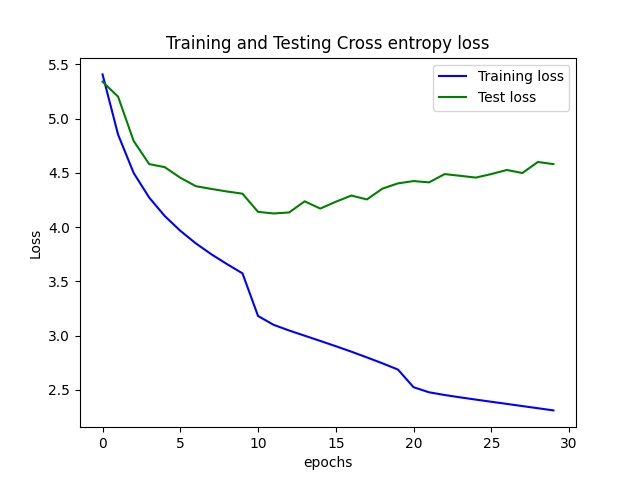 Training and Testing Cross entropy loss
Training loss
Test loss
Loss
5.5
5.0
4.5
4.0
3.5
3.0
2.5
0 5 10 15 20 25 30
epochs